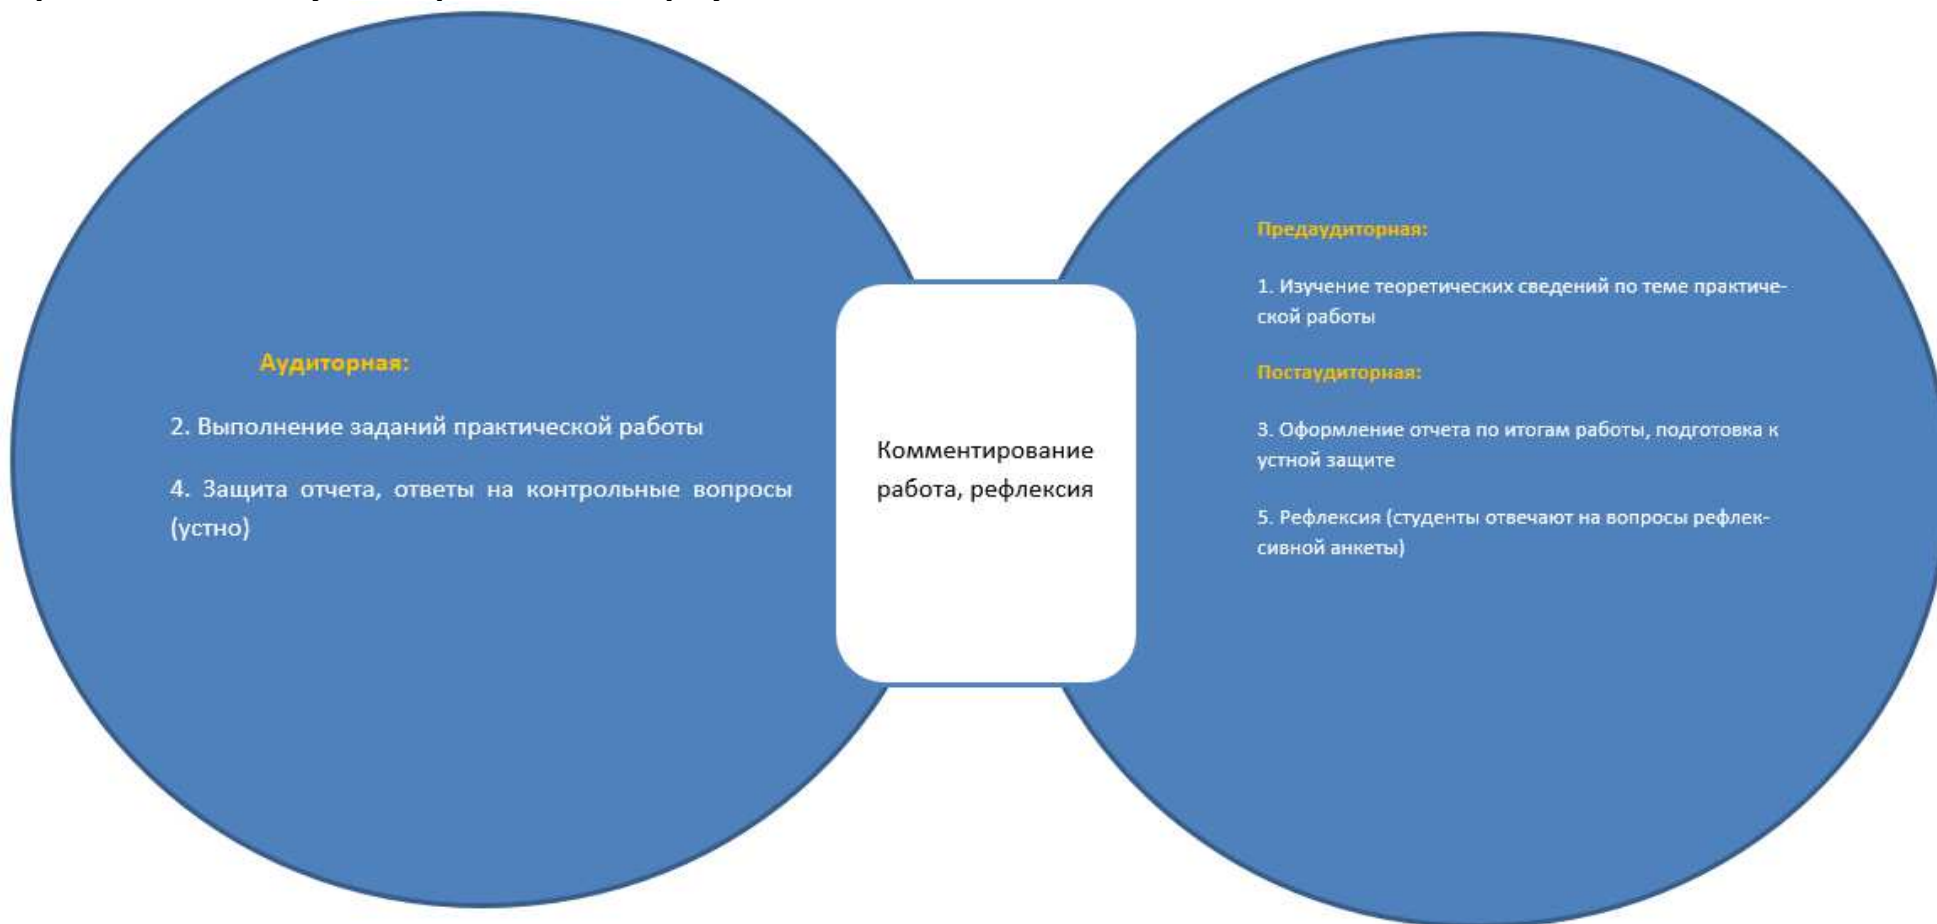 Аудиторная:
2. Выполнение заданий практической работы
4. Защита отчета, ответы на контрольные вопросы
(устно)
Комментирование
работа, рефлексия
Предаудиторная:
1. Изучение теоретических сведений по теме практиче-
ской работы
Постаудиторная:
3. Оформление отчета по итогам работы, подготовка к
устной защите
5. Рефлексия (студенты отвечают на вопросы рефлек-
сивной анкеты)